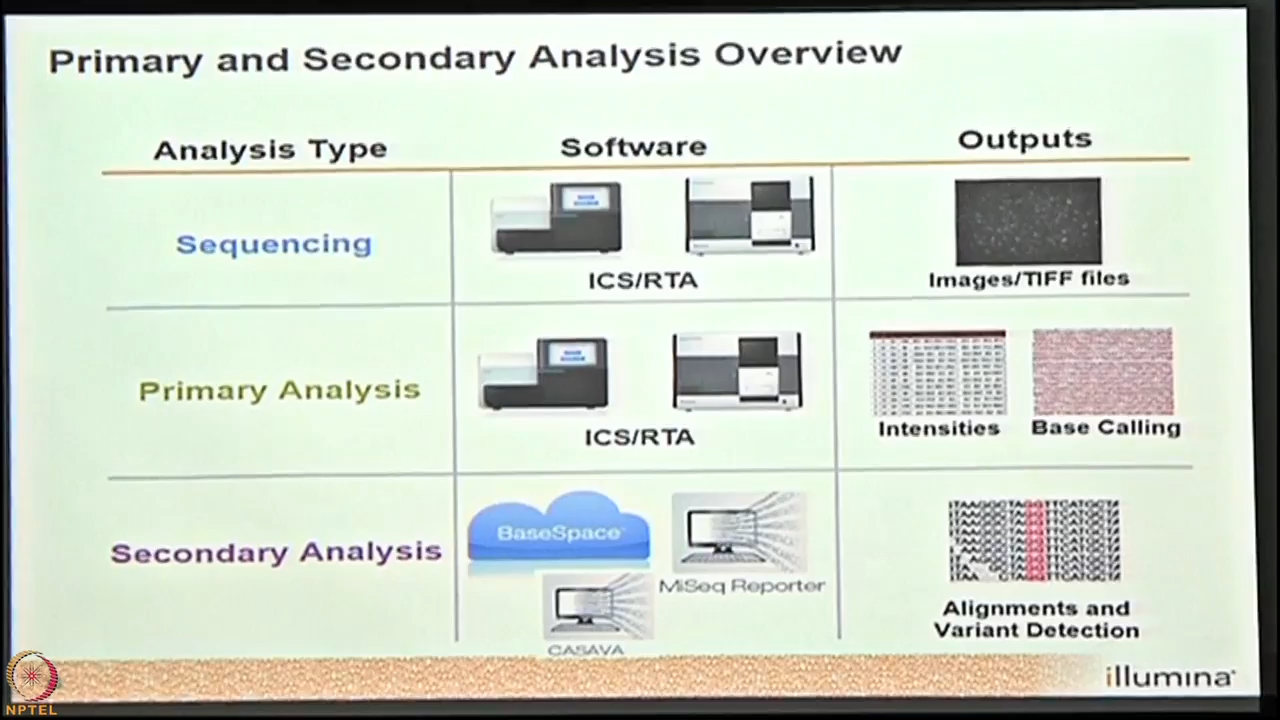 Primary and Secondary Analysis Overview
Analysis Type
Software
Outputs
Sequencing
ICS/RTA
Images/TIFF files
Primary Analysis
ICS/RTA
Intensities
Base Calling
Secondary Analysis
BaseSpace
MiSeq Reporter
CASAVA
Alignments and
Variant Detection
illumina
NPTEL